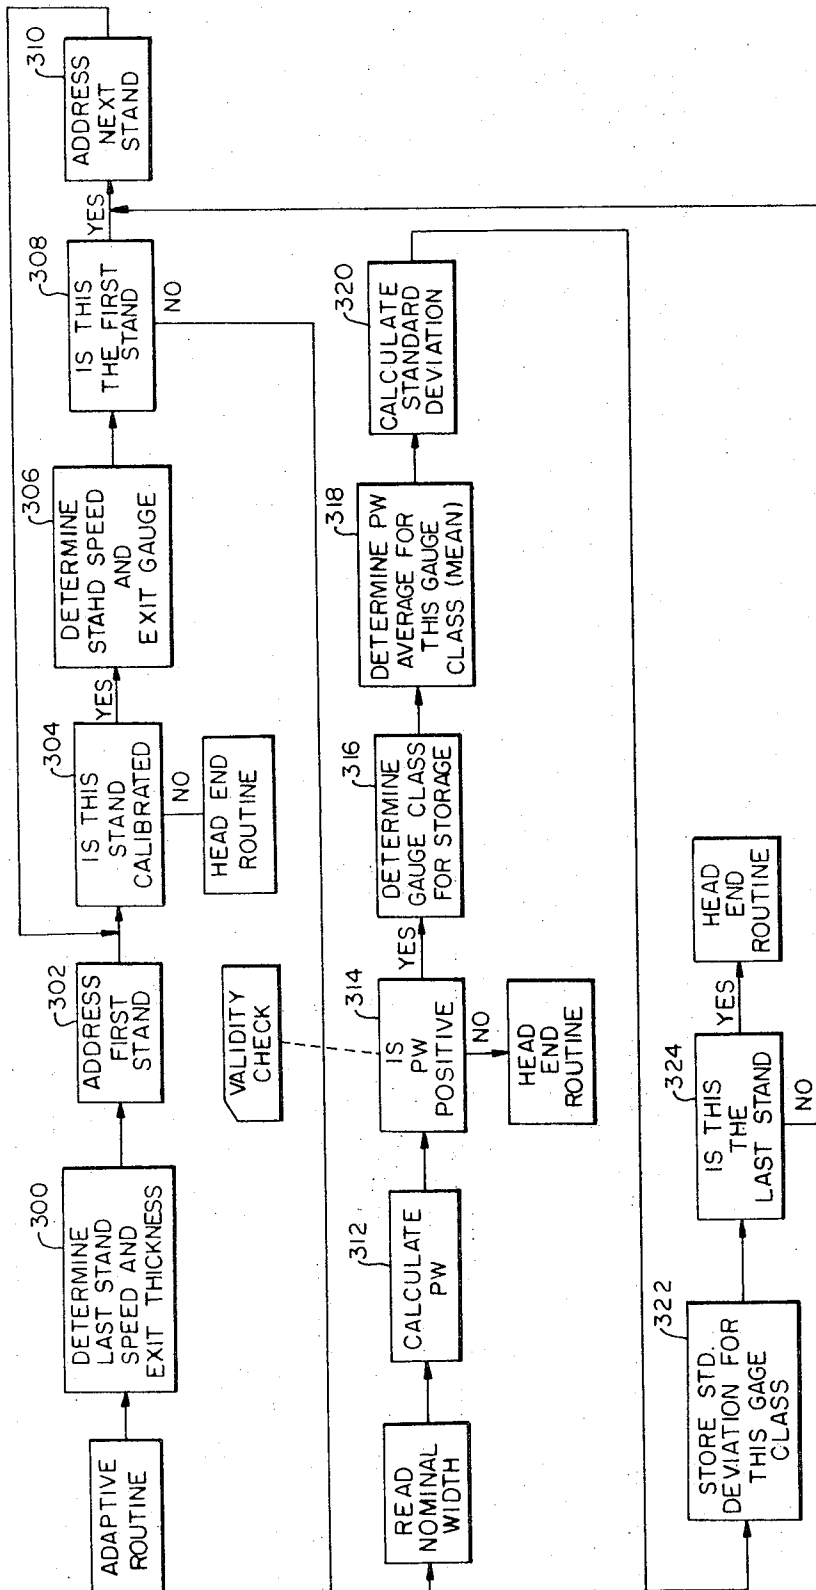 ADAPTIVE
ROUTINE
300
DETERMINE
LAST STAND
SPEED AND
EXIT THICKNESS
302
ADDRESS
FIRST
STAND
304
IS THIS
STAND
CALIBRATED
YES
NO
HEAD END
ROUTINE
306
DETERMINE
STAHD SPEED
AND
EXIT GAUGE
308
IS THIS
THE FIRST
STAND
YES
NO
310
ADDRESS
NEXT
STAND
READ
NOMINAL
WIDTH
312
CALCULATE
PW
VALIDITY
CHECK
314
IS
PW
POSITIVE
YES
NO
HEAD
END
ROUTINE
316
DETERMINE
GAUGE CLASS
FOR STORAGE
318
DETERMINE PW
AVERAGE FOR
THIS GAUGE
CLASS (MEAN)
320
CALCULATE
STANDARD
DEVIATION
322
STORE STD.
DEVIATION FOR
THIS GAGE
CLASS
324
IS THIS
THE
LAST STAND
YES
NO
HEAD
END
ROUTINE